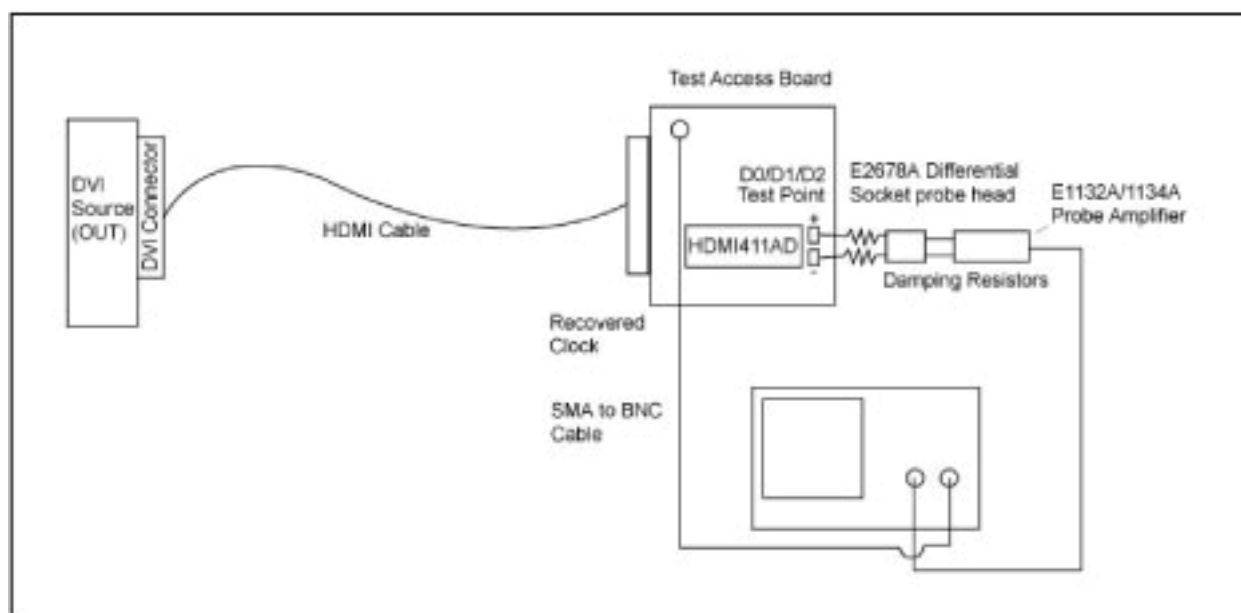 Test Access Board
DVI
Source
(OUT)
DVI Connector
HDMI Cable
D0/D1/D2
Test Point
+
-
HDMI411AD
E2678A Differential
Socket probe head
E1132A/1134A
Probe Amplifier
Damping Resistors
Recovered
Clock
SMA to BNC
Cable